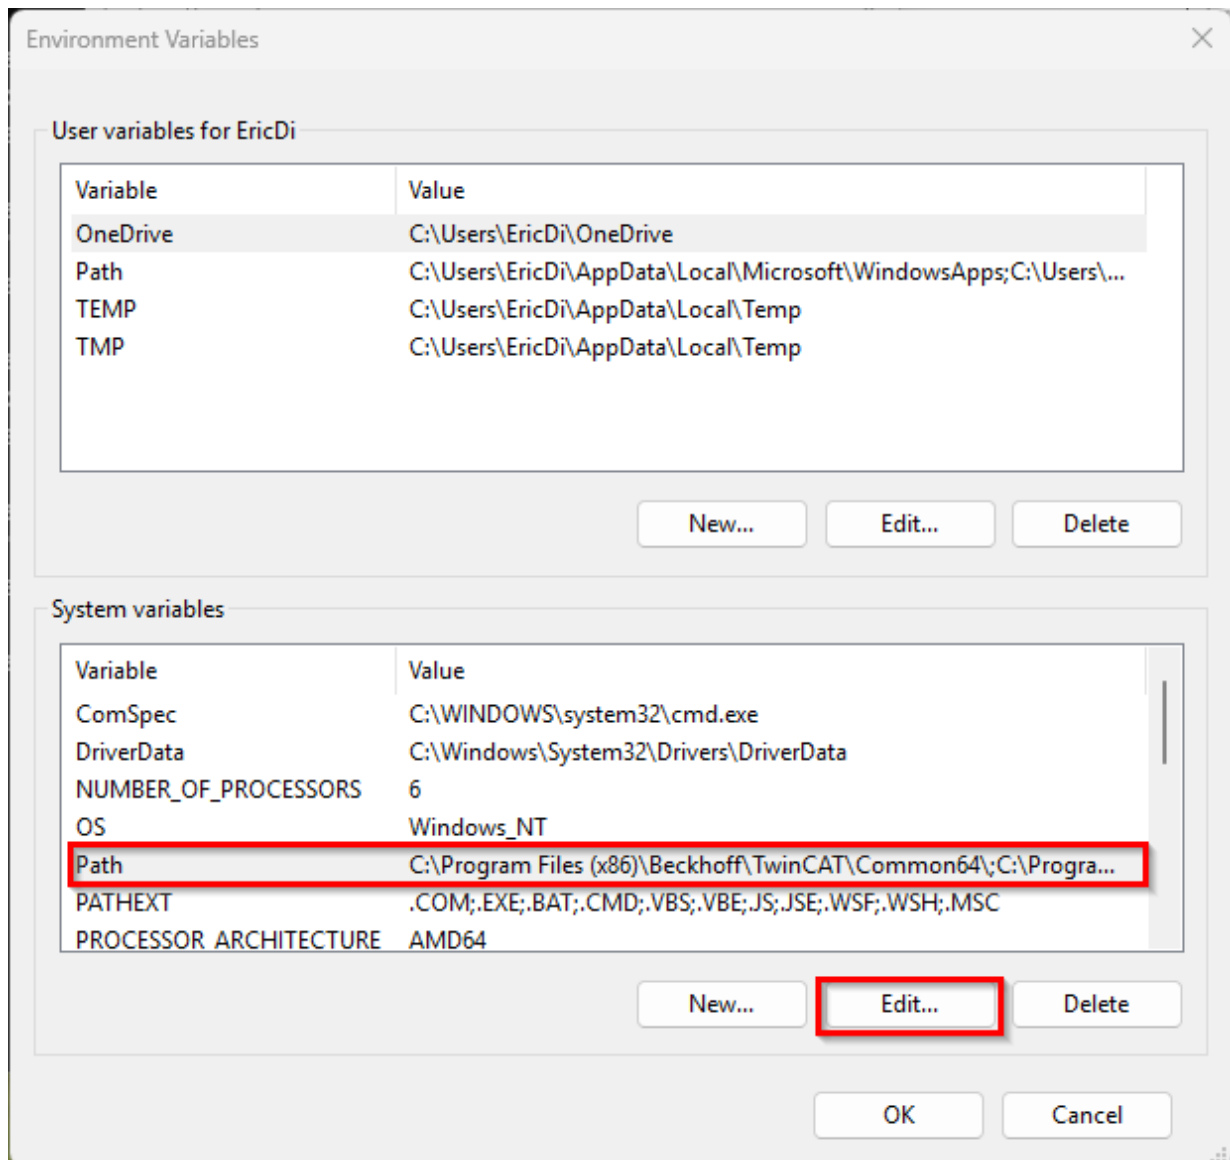 Environment Variables
User variables for EricDi
Variable Value
OneDrive C:\Users\EricDi\OneDrive
Path C:\Users\EricDi\AppData\Local\Microsoft\WindowsApps;C:\Users\...
TEMP C:\Users\EricDi\AppData\Local\Temp
TMP C:\Users\EricDi\AppData\Local\Temp
New... Edit... Delete
System variables
Variable Value
ComSpec C:\WINDOWS\system32\cmd.exe
DriverData C:\Windows\System32\Drivers\DriverData
NUMBER_OF_PROCESSORS 6
OS Windows_NT
Path C:\Program Files (x86)\Beckhoff\TwinCAT\Common64\;C:\Progra...
PATHEXT .COM;.EXE;.BAT;.CMD;.VBS;.VBE;.JS;.JSE;.WSF;.WSH;.MSC
PROCESSOR_ARCHITECTURE AMD64
New... Edit... Delete
OK Cancel